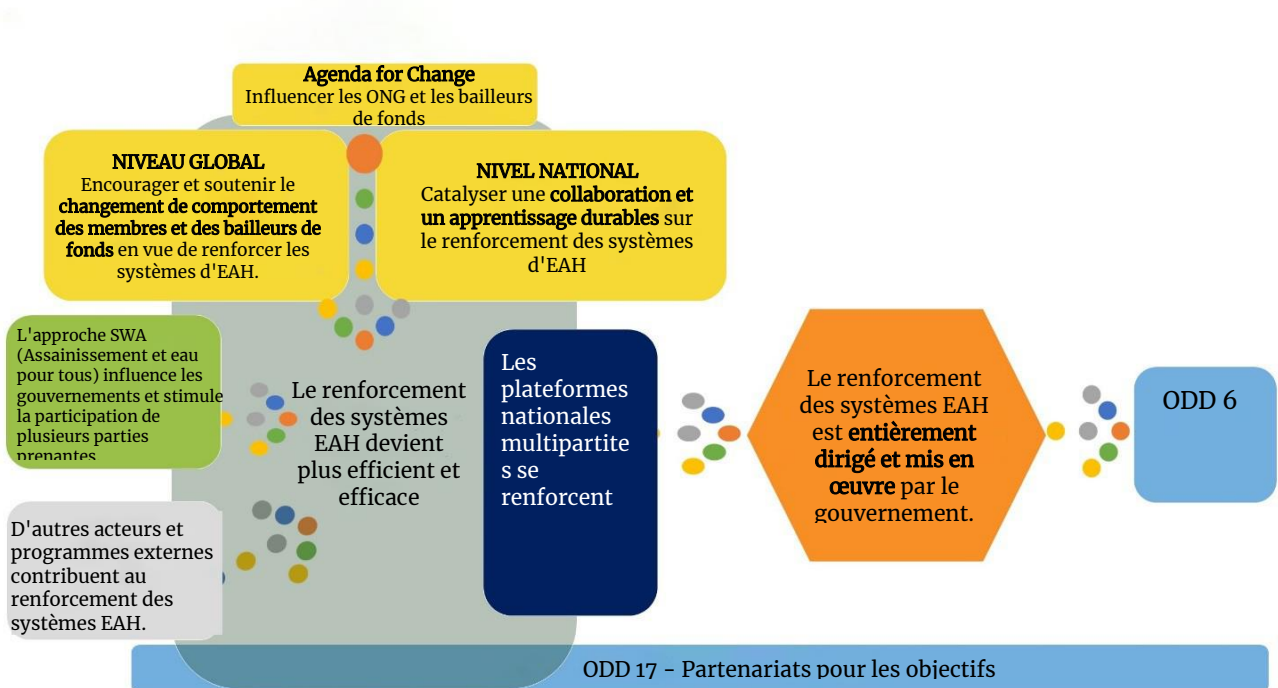 Agenda for Change
Influencer les ONG et les bailleurs
de fonds
NIVEAU GLOBAL
Encourager et soutenir le
changement de comportement
des membres et des bailleurs de
fonds en vue de renforcer les
systèmes d'EAH.
NIVEL NATIONAL
Catalyser une collaboration et
un apprentissage durables sur
le renforcement des systèmes
d'EAH
L'approche SWA
(Assainissement et eau
pour tous) influence les
gouvernements et stimule
la participation de
plusieurs parties
prenantes
Le renforcement
des systèmes
EAH devient
plus efficient et
efficace
Les
plateformes
nationales
multipartite
s se
renforcent
Le renforcement
des systèmes EAH
est entièrement
dirigé et mis en
œuvre par le
gouvernement.
ODD 6
D'autres acteurs et
programmes externes
contribuent au
renforcement des
systèmes EAH.
ODD 17 - Partenariats pour les objectifs